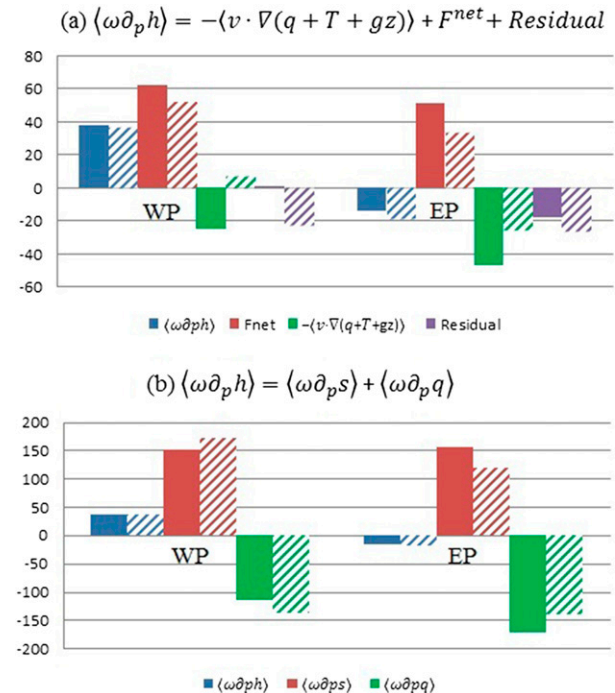 (a) ⟨ω∂ₚh⟩ = −⟨v · ∇(q + T + gz)⟩ + Fⁿᵉᵗ + Residual
80
60
40
20
0
-20
-40
-60
WP EP
⟨ω∂ph⟩ Fnet -⟨v·∇(q+T+gz)⟩ Residual
(b) ⟨ω∂ₚh⟩ = ⟨ω∂ₚs⟩ + ⟨ω∂ₚq⟩
200
150
100
50
0
-50
-100
-150
-200
WP EP
⟨ω∂ph⟩ ⟨ω∂ps⟩ ⟨ω∂pq⟩